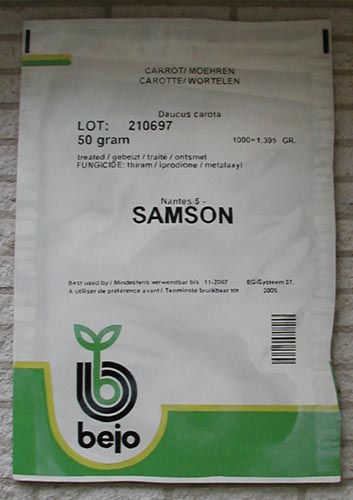 CARROT/ MOEHREN
CAROTTE/ WORTELEN
Daucus carota
LOT: 210697
50 gram 1000=1.395 GR.
treated / gebeizt / traité / ontsmet
FUNGICIDE: thiram / iprodione / metalaxyl
Nantes 5 -
SAMSON
Best used by / Mindestens verwendbar bis 11-2007 EG-Systeem ST.
A utiliser de préférence avant / Tenminste bruikbaar tot 2005
bejo